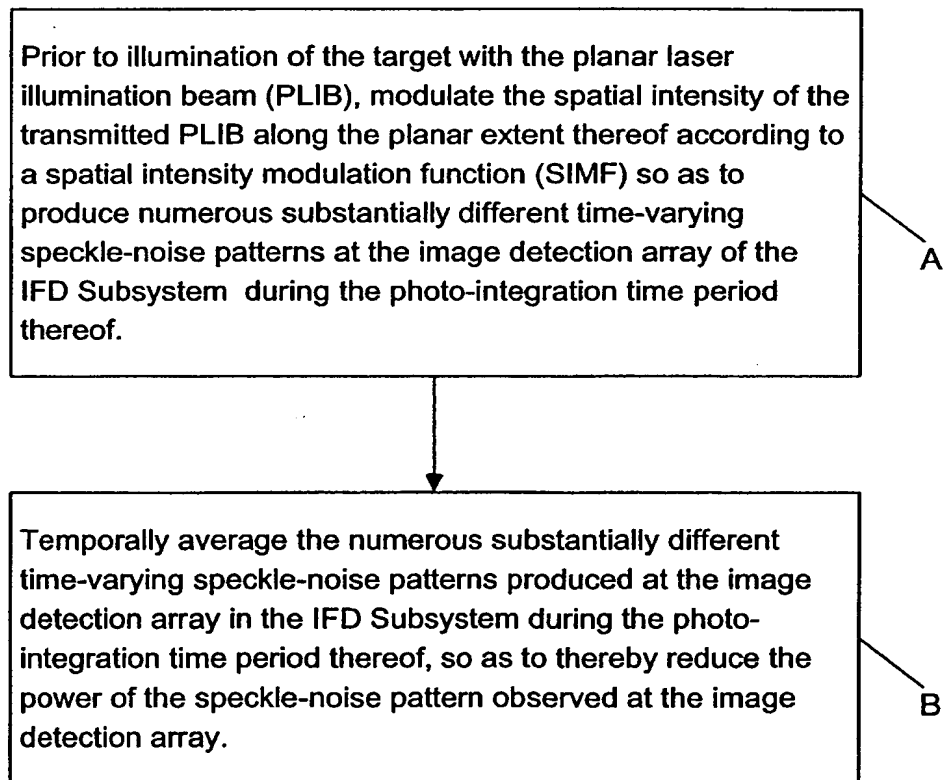 Prior to illumination of the target with the planar laser
illumination beam (PLIB), modulate the spatial intensity of the
transmitted PLIB along the planar extent thereof according to
a spatial intensity modulation function (SIMF) so as to
produce numerous substantially different time-varying
speckle-noise patterns at the image detection array of the
IFD Subsystem during the photo-integration time period
thereof.
A
Temporally average the numerous substantially different
time-varying speckle-noise patterns produced at the image
detection array in the IFD Subsystem during the photo-
integration time period thereof, so as to thereby reduce the
power of the speckle-noise pattern observed at the image
detection array.
B